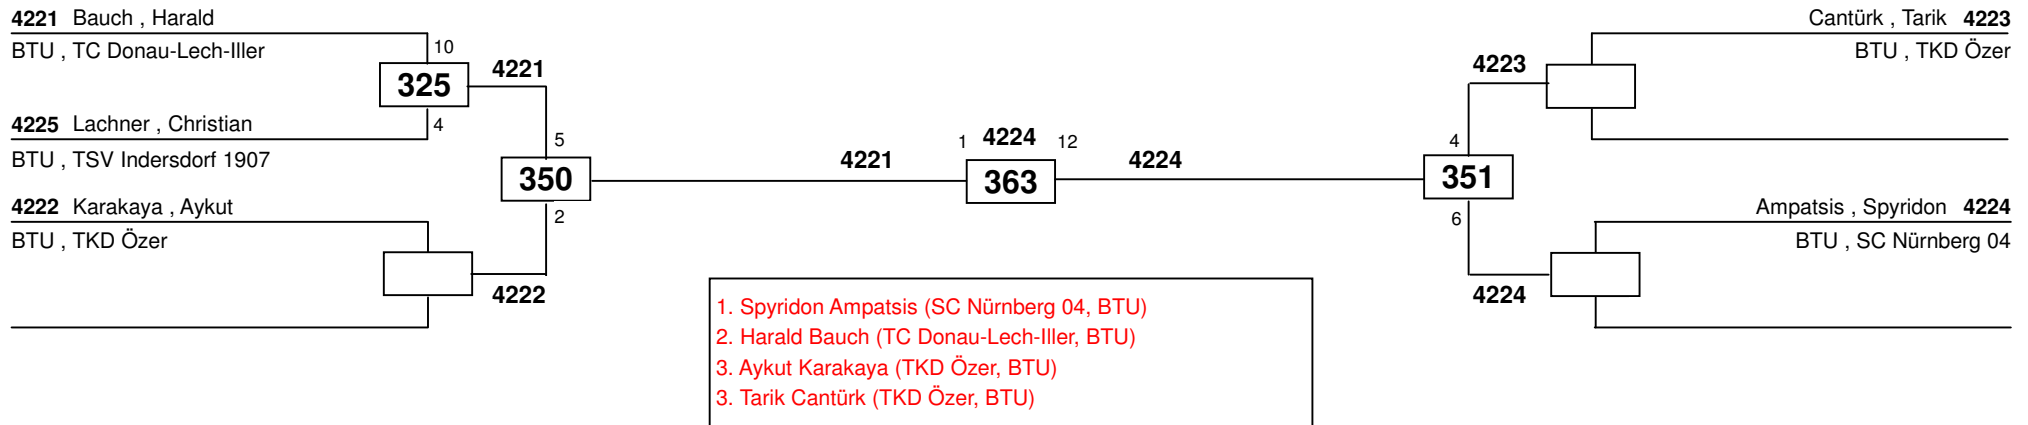 4221 Bauch , Harald
BTU , TC Donau-Lech-Iller
10
325
4221
4225 Lachner , Christian
4
BTU , TSV Indersdorf 1907
5
350
4221
4222 Karakaya , Aykut
2
BTU , TKD Özer
4222
1 4224 12
363
4224
Cantürk , Tarik 4223
BTU , TKD Özer
4223
4
351
6
Ampatsis , Spyridon 4224
BTU , SC Nürnberg 04
4224
1. Spyridon Ampatsis (SC Nürnberg 04, BTU)
2. Harald Bauch (TC Donau-Lech-Iller, BTU)
3. Aykut Karakaya (TKD Özer, BTU)
3. Tarik Cantürk (TKD Özer, BTU)